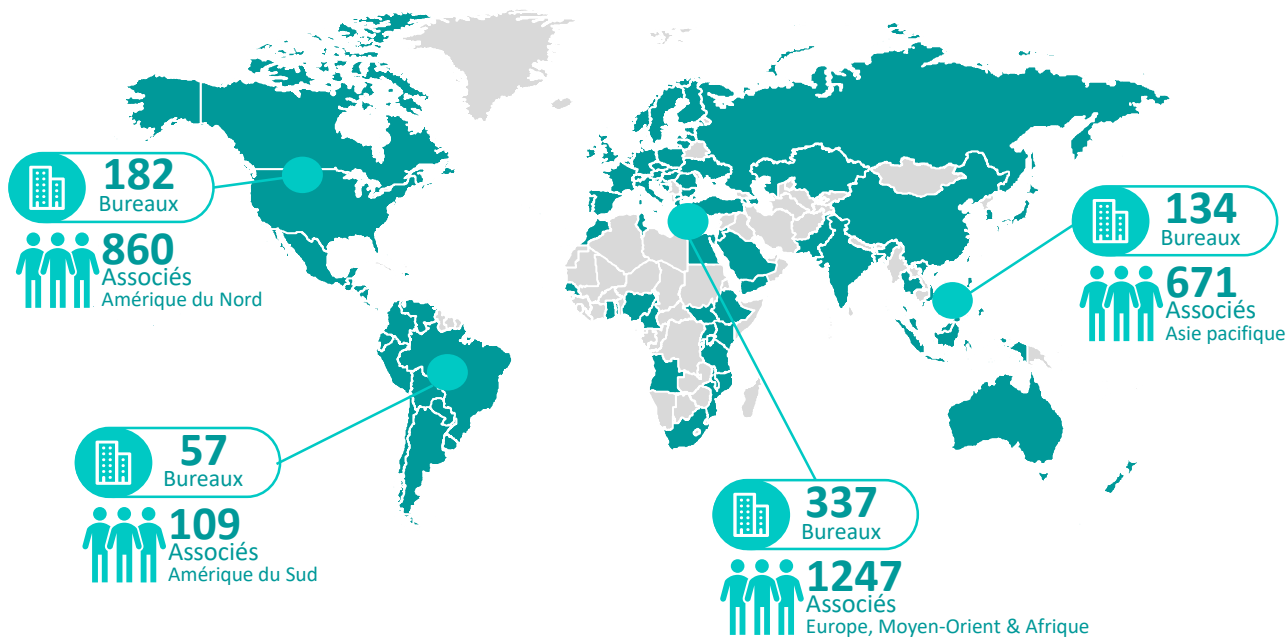 182
Bureaux
860
Associés
Amérique du Nord
134
Bureaux
671
Associés
Asie pacifique
57
Bureaux
109
Associés
Amérique du Sud
337
Bureaux
1247
Associés
Europe, Moyen-Orient & Afrique